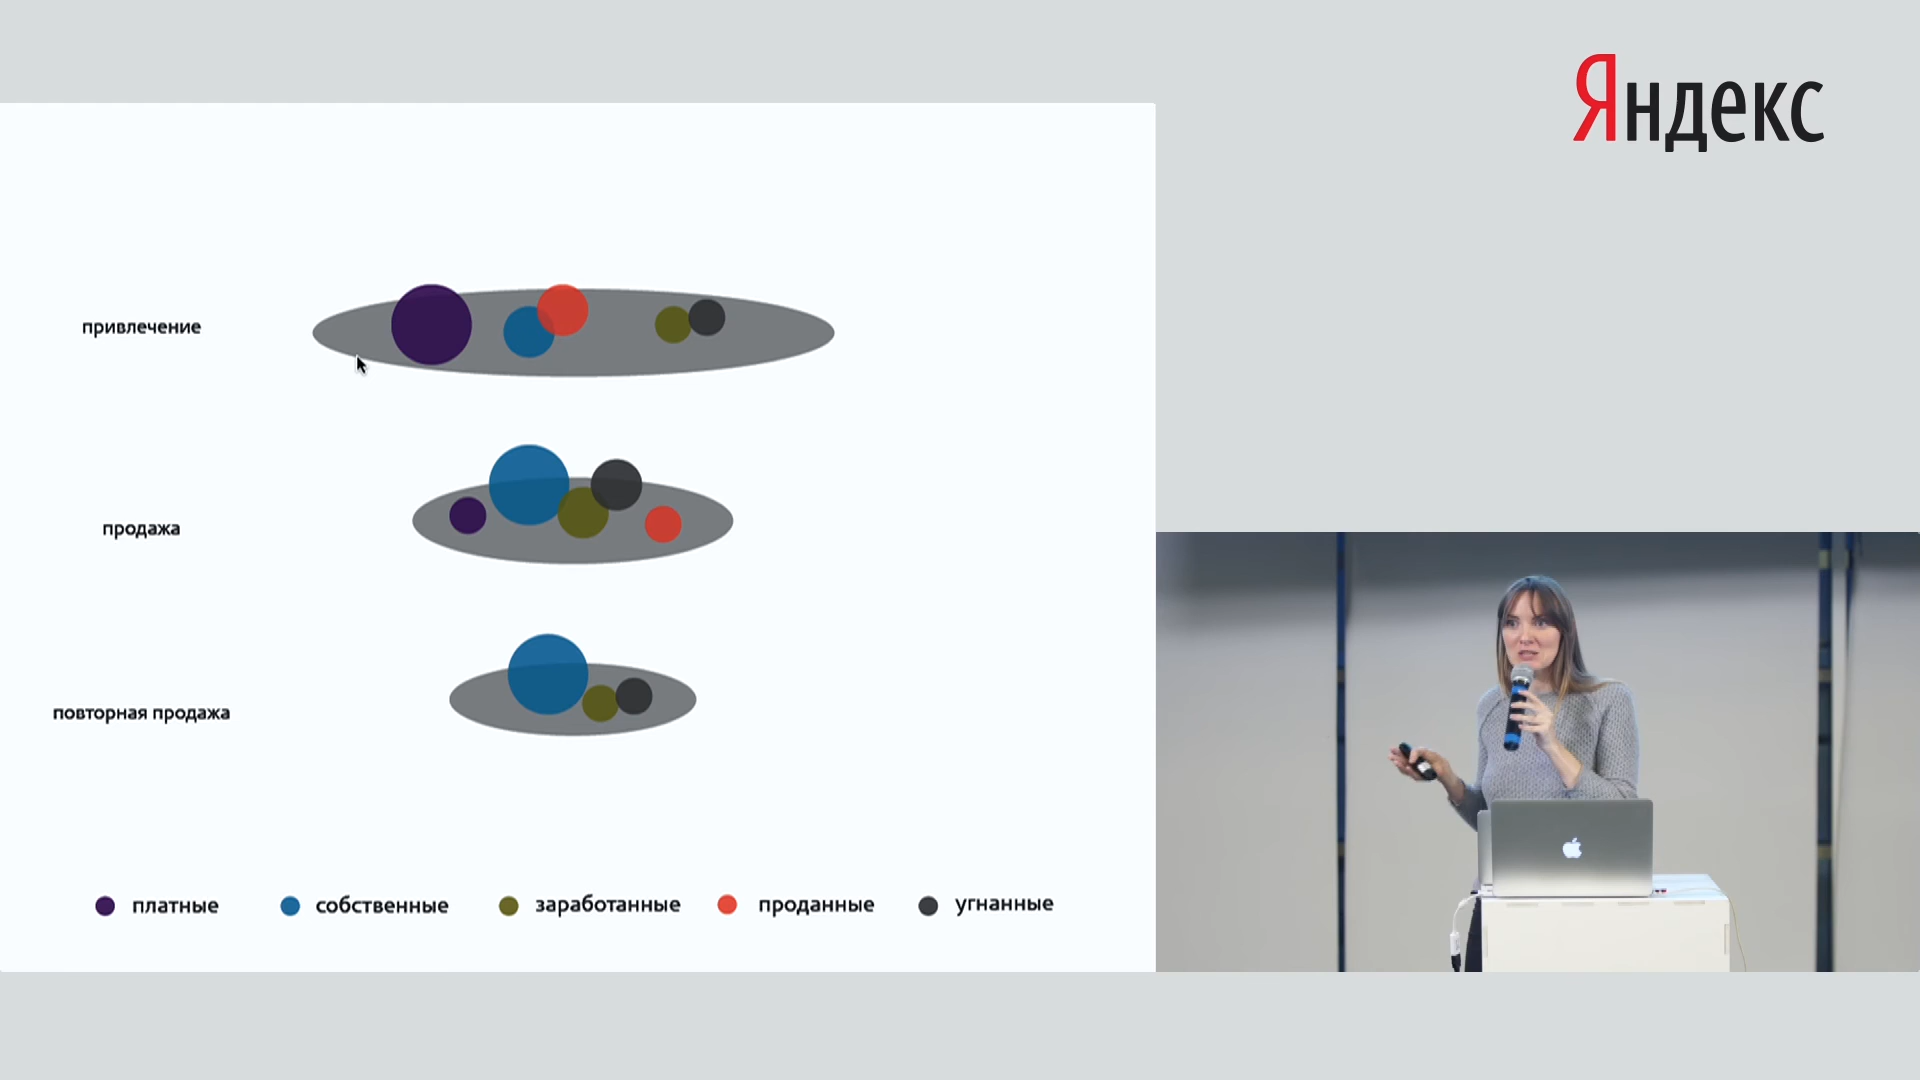 Яндекс
привлечение
продажа
повторная продажа
платные собственные заработанные проданные угнанные